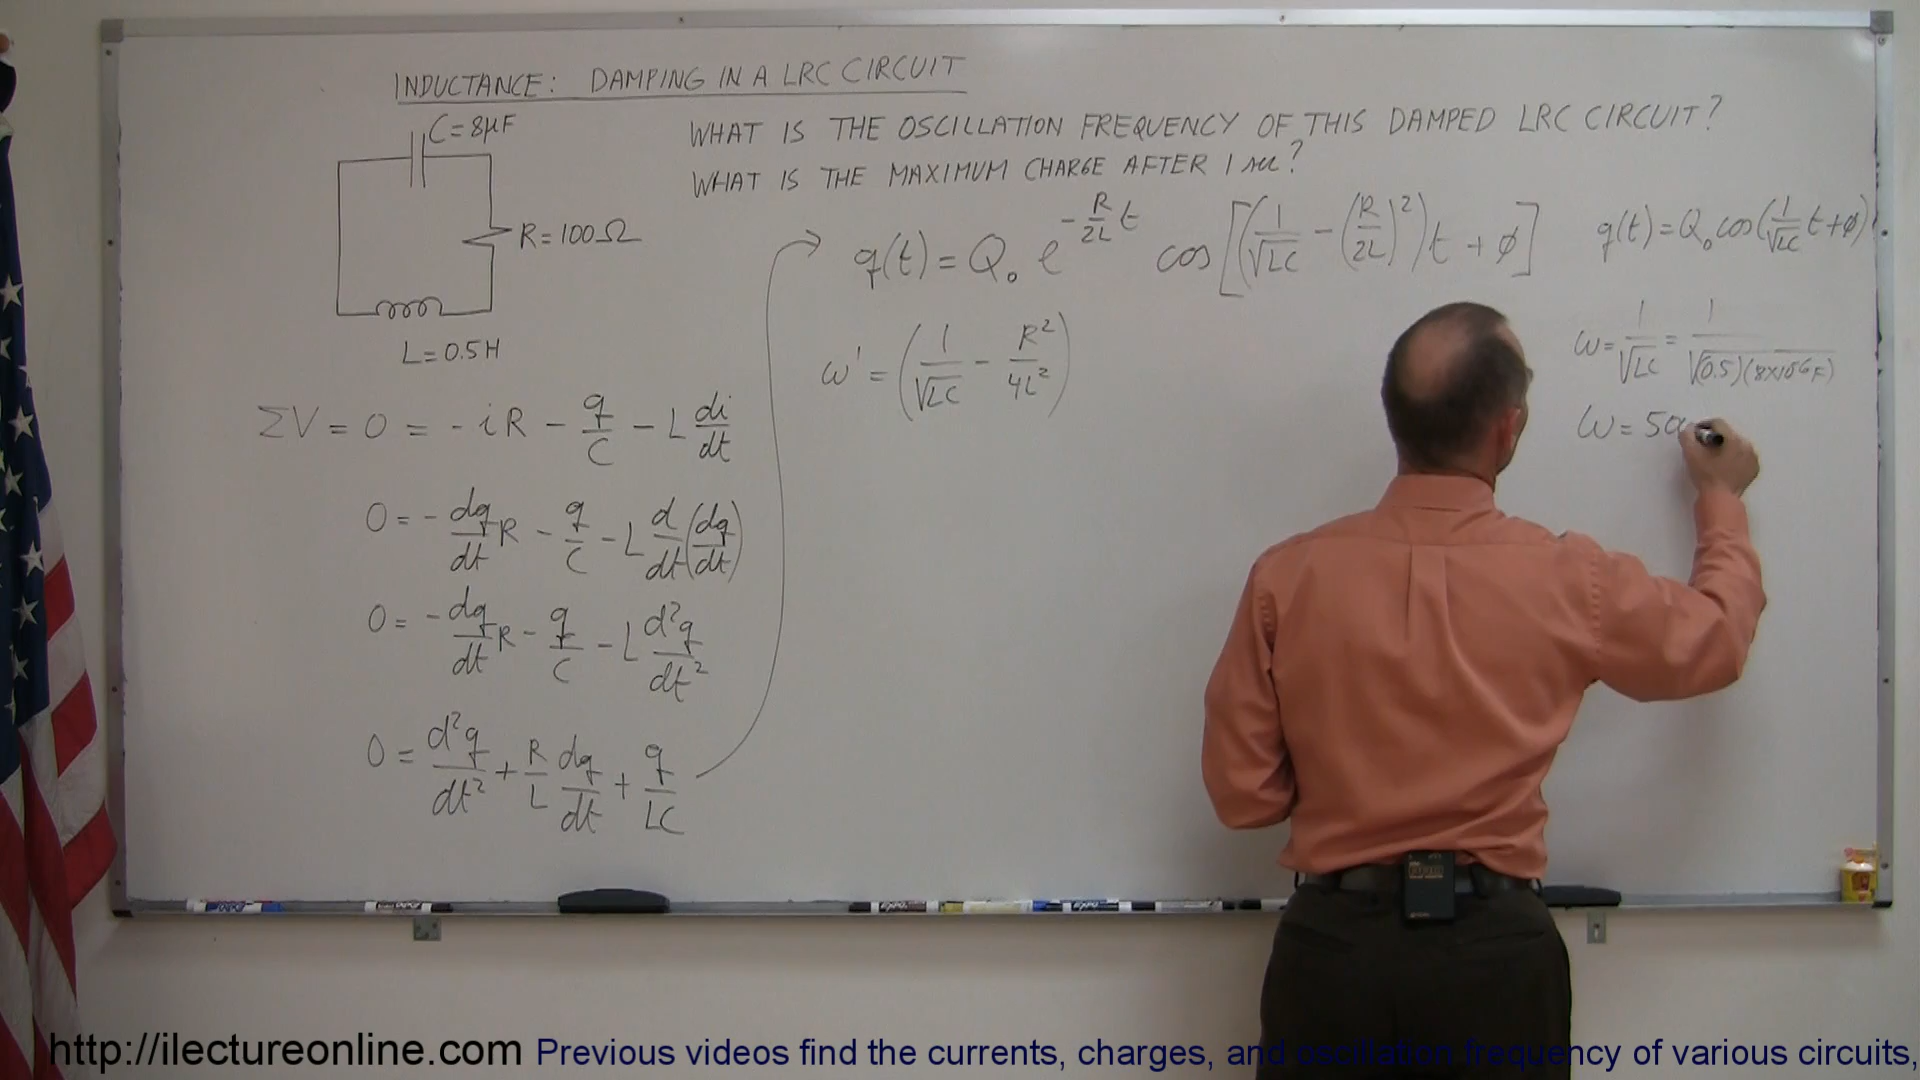 INDUCTANCE: DAMPING IN A LRC CIRCUIT
C=8μF
R=100Ω
L=0.5H
WHAT IS THE OSCILLATION FREQUENCY OF THIS DAMPED LRC CIRCUIT?
WHAT IS THE MAXIMUM CHARGE AFTER 1 sec?
q(t) = Q₀ e^(-R/2L t) cos[(1/√LC - (R/2L)²)t + φ]
q(t) = Q₀ cos(1/√LC t + φ)
ω' = (1/√LC - R²/4L²)
ω = 1/√LC = 1/√(0.5)(8×10⁻⁶F)
ω = 50
ΣV = 0 = -iR - q/C - L di/dt
0 = - dq/dt R - q/C - L d/dt (dq/dt)
0 = - dq/dt R - q/C - L d²q/dt²
0 = d²q/dt² + R/L dq/dt + q/LC
http://ilectureonline.com Previous videos find the currents, charges, and oscillation frequency of various circuits,